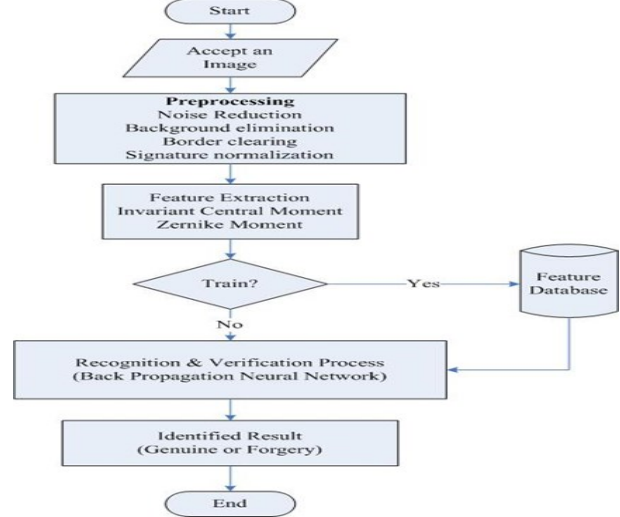 Start
Accept an
Image
Preprocessing
Noise Reduction
Background elimination
Border clearing
Signature normalization
Feature Extraction
Invariant Central Moment
Zernike Moment
Train?
Yes
Feature
Database
No
Recognition & Verification Process
(Back Propagation Neural Network)
Identified Result
(Genuine or Forgery)
End